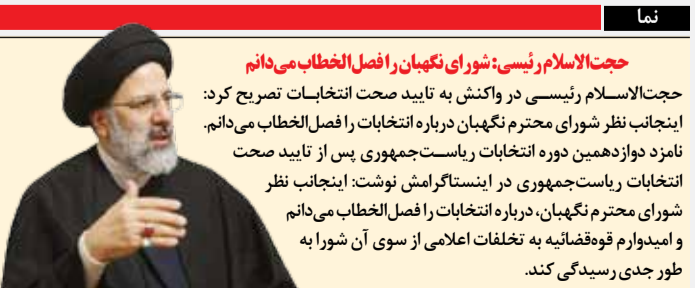 نما
حجت‌الاسلام رئیسی: شورای نگهبان را فصل‌الخطاب می‌دانم
حجت‌الاســلام رئیســی در واکنش به تایید صحت انتخابــات تصریح کرد:
اینجانب نظر شورای محترم نگهبان درباره انتخابات را فصل‌الخطاب می‌دانم.
نامزد دوازدهمین دوره انتخابات ریاســت‌جمهوری پس از تایید صحت
انتخابات ریاست‌جمهوری در اینستاگرامش نوشت: اینجانب نظر
شورای محترم نگهبان، درباره انتخابات را فصل‌الخطاب می‌دانم
و امیدوارم قوه‌قضائیه به تخلفات اعلامی از سوی آن شورا به
طور جدی رسیدگی کند.